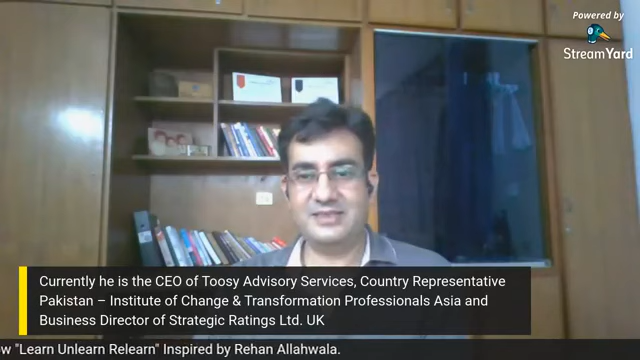 Powered by
StreamYard
Currently he is the CEO of Toosy Advisory Services, Country Representative
Pakistan – Institute of Change & Transformation Professionals Asia and
Business Director of Strategic Ratings Ltd. UK
"Learn Unlearn Relearn" Inspired by Rehan Allahwala.